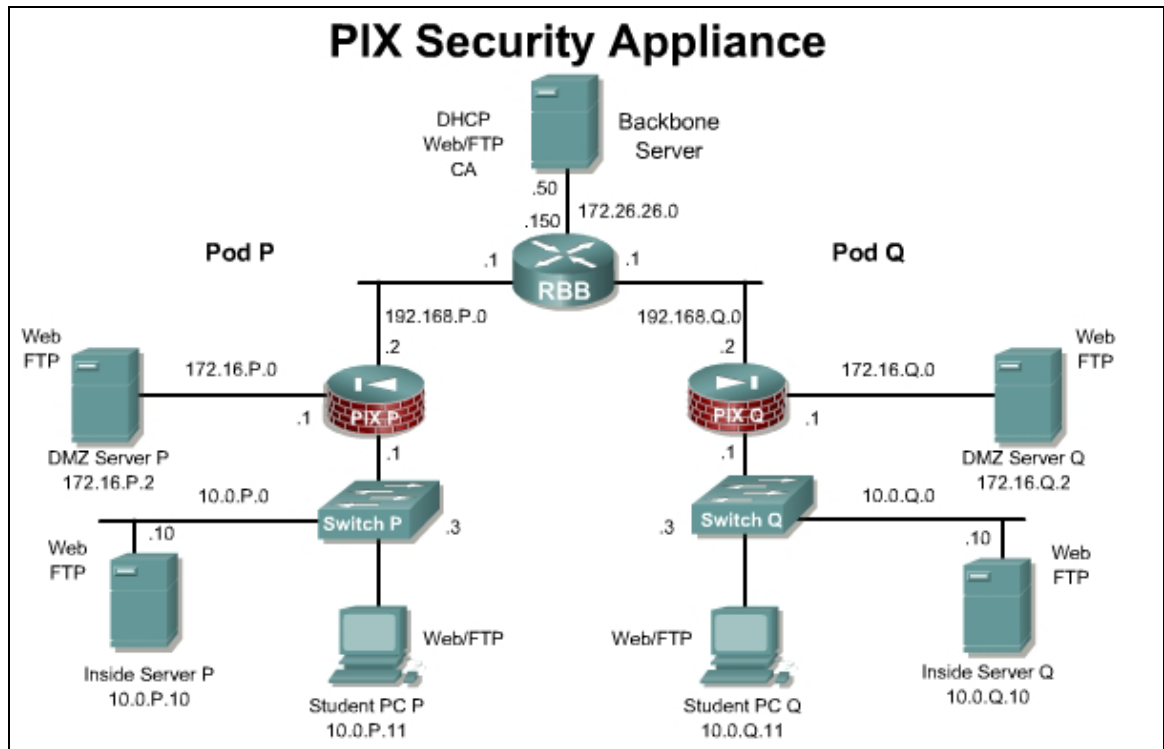 PIX Security Appliance
DHCP
Web/FTP
CA
Backbone
Server
.50
172.26.26.0
.150
Pod P
Pod Q
.1
.1
RBB
192.168.P.0
192.168.Q.0
Web
FTP
.2
.2
Web
FTP
172.16.P.0
172.16.Q.0
PIX P
PIX Q
.1
.1
DMZ Server P
172.16.P.2
.1
.1
DMZ Server Q
172.16.Q.2
10.0.P.0
10.0.Q.0
Switch P
.3
.3
Switch Q
.10
.10
Web
FTP
Web
FTP
Web/FTP
Web/FTP
Inside Server P
10.0.P.10
Student PC P
10.0.P.11
Student PC Q
10.0.Q.11
Inside Server Q
10.0.Q.10